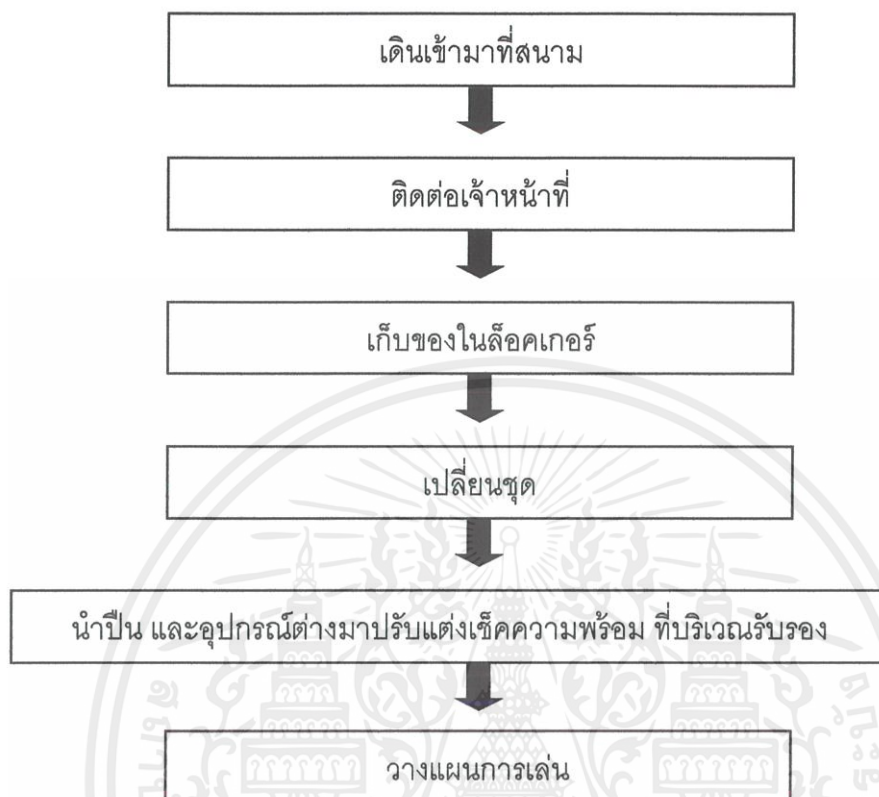 เดินเข้ามาที่สนาม
ติดต่อเจ้าหน้าที่
เก็บของในล็อคเกอร์
เปลี่ยนชุด
นำปืน และอุปกรณ์ต่างมาปรับแต่งเช็คความพร้อม ที่บริเวณรับรอง
วางแผนการเล่น